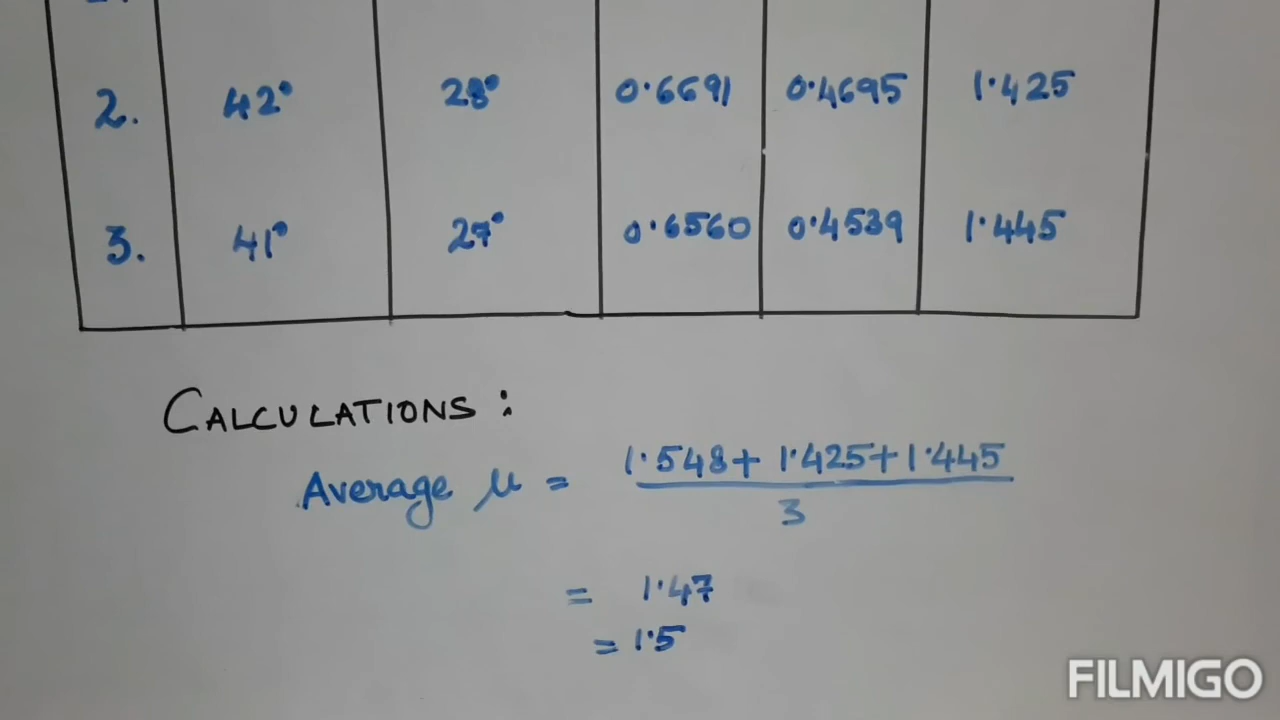 2. 42° 28° 0.6691 0.4695 1.425
3. 41° 27° 0.6560 0.4539 1.445
CALCULATIONS :
Average μ = 1.548 + 1.425 + 1.445
3
= 1.47
= 1.5
FILMIGO